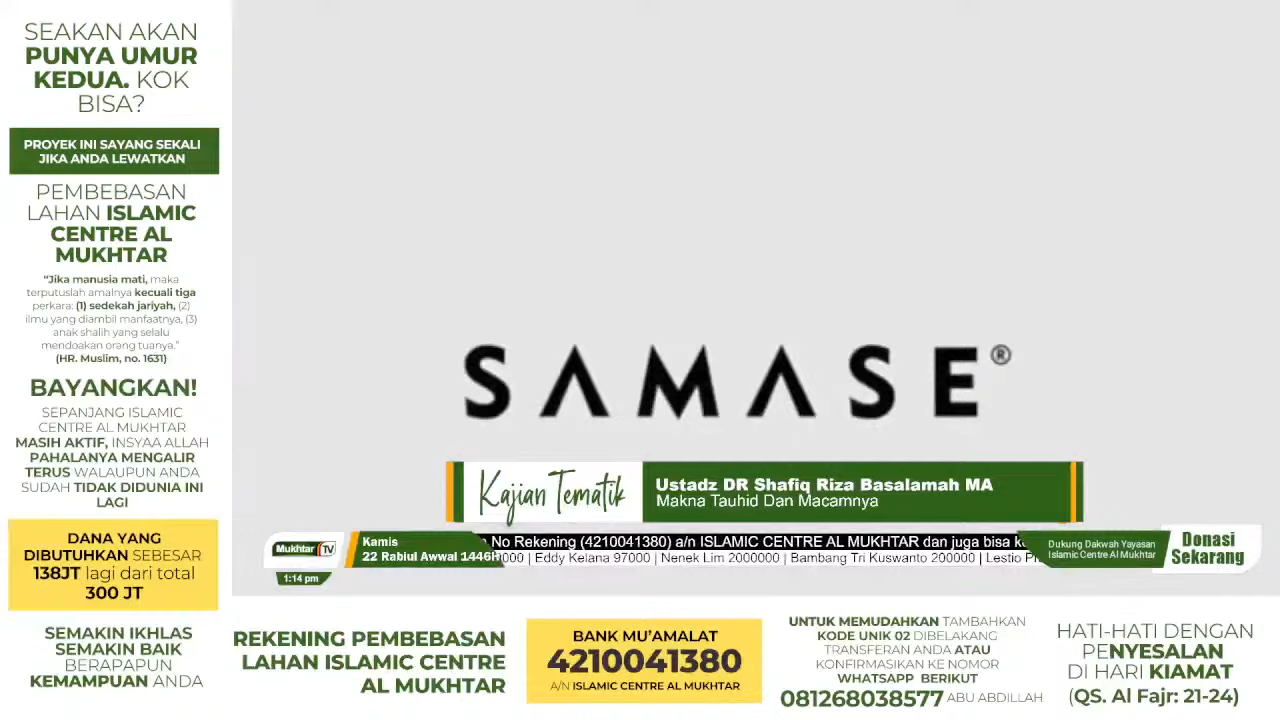 SEAKAN AKAN
PUNYA UMUR
KEDUA. KOK
BISA?
PROYEK INI SAYANG SEKALI
JIKA ANDA LEWATKAN
PEMBEBASAN
LAHAN ISLAMIC
CENTRE AL
MUKHTAR
“Jika manusia mati, maka
terputuslah amalnya kecuali tiga
perkara: (1) sedekah jariyah, (2)
ilmu yang diambil manfaatnya, (3)
anak shalih yang selalu
mendoakan orang tuanya.”
(HR. Muslim, no. 1631)
BAYANGKAN!
SEPANJANG ISLAMIC
CENTRE AL MUKHTAR
MASIH AKTIF, INSYAA ALLAH
PAHALANYA MENGALIR
TERUS WALAUPUN ANDA
SUDAH TIDAK DIDUNIA INI
LAGI
DANA YANG
DIBUTUHKAN SEBESAR
138JT lagi dari total
300 JT
SEMAKIN IKHLAS
SEMAKIN BAIK
BERAPAPUN
KEMAMPUAN ANDA
SAMASE®
Kajian Tematik
Ustadz DR Shafiq Riza Basalamah MA
Makna Tauhid Dan Macamnya
Mukhtar TV
Kamis
22 Rabiul Awwal 1446H
1:14 pm
No Rekening (4210041380) a/n ISLAMIC CENTRE AL MUKHTAR dan juga bisa
000 | Eddy Kelana 97000 | Nenek Lim 2000000 | Bambang Tri Kuswanto 200000 | Lestio
Dukung Dakwah Yayasan
Islamic Centre Al Mukhtar
Donasi
Sekarang
REKENING PEMBEBASAN
LAHAN ISLAMIC CENTRE
AL MUKHTAR
BANK MU’AMALAT
4210041380
A/N ISLAMIC CENTRE AL MUKHTAR
UNTUK MEMUDAHKAN TAMBAHKAN
KODE UNIK 02 DIBELAKANG
TRANSFERAN ANDA ATAU
KONFIRMASIKAN KE NOMOR
WHATSAPP BERIKUT
081268038577 ABU ABDILLAH
HATI-HATI DENGAN
PENYESALAN
DI HARI KIAMAT
(QS. Al Fajr: 21-24)